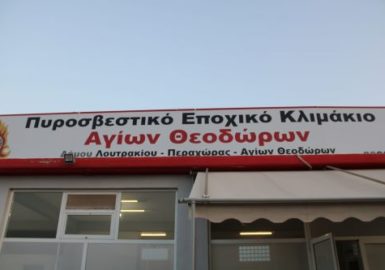 Πυροσβεστικό Εποχικό Κλιμάκιο
Αγίων Θεοδώρων
Δήμου Λουτρακίου - Περαχώρας - Αγίων Θεοδώρων